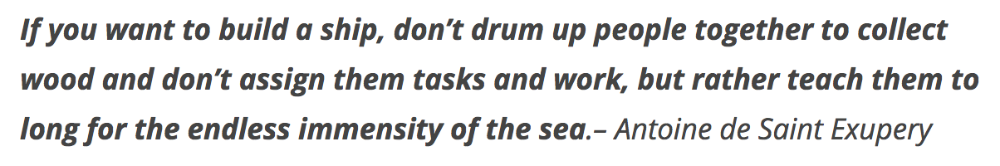 If you want to build a ship, don’t drum up people together to collect
wood and don’t assign them tasks and work, but rather teach them to
long for the endless immensity of the sea.– Antoine de Saint Exupery